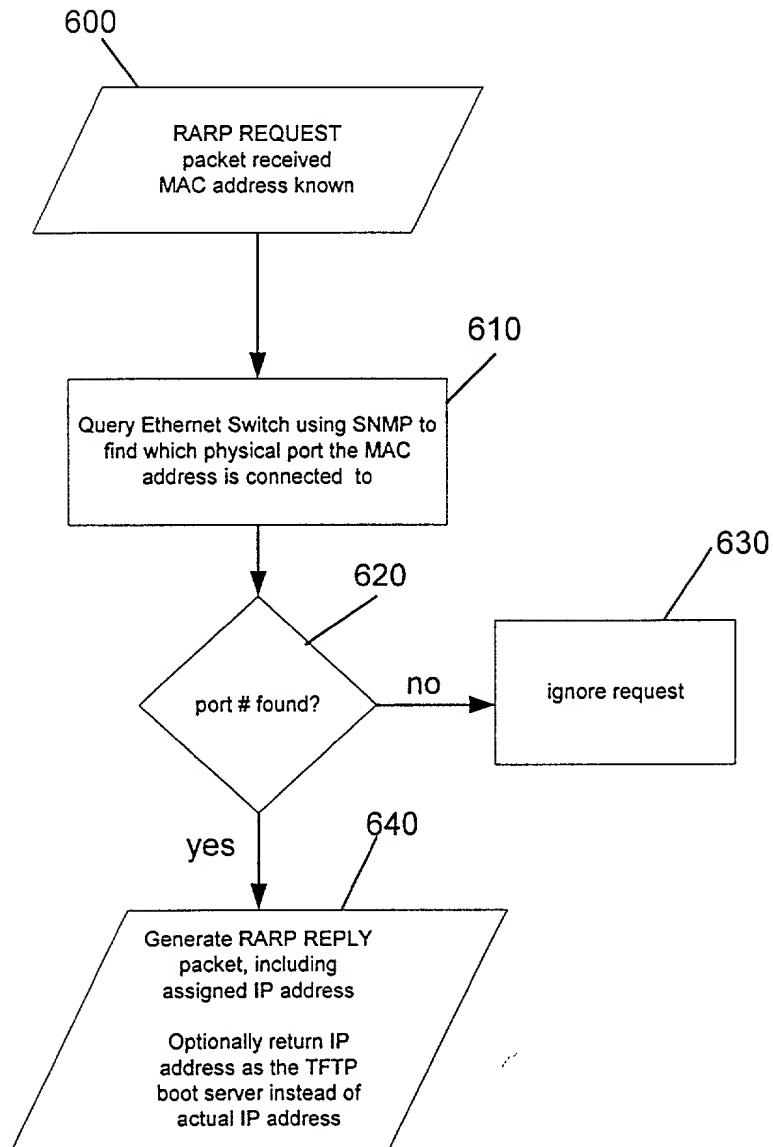 600
RARP REQUEST
packet received
MAC address known
610
Query Ethernet Switch using SNMP to
find which physical port the MAC
address is connected to
620
630
port # found?
no
ignore request
yes
640
Generate RARP REPLY
packet, including
assigned IP address
Optionally return IP
address as the TFTP
boot server instead of
actual IP address